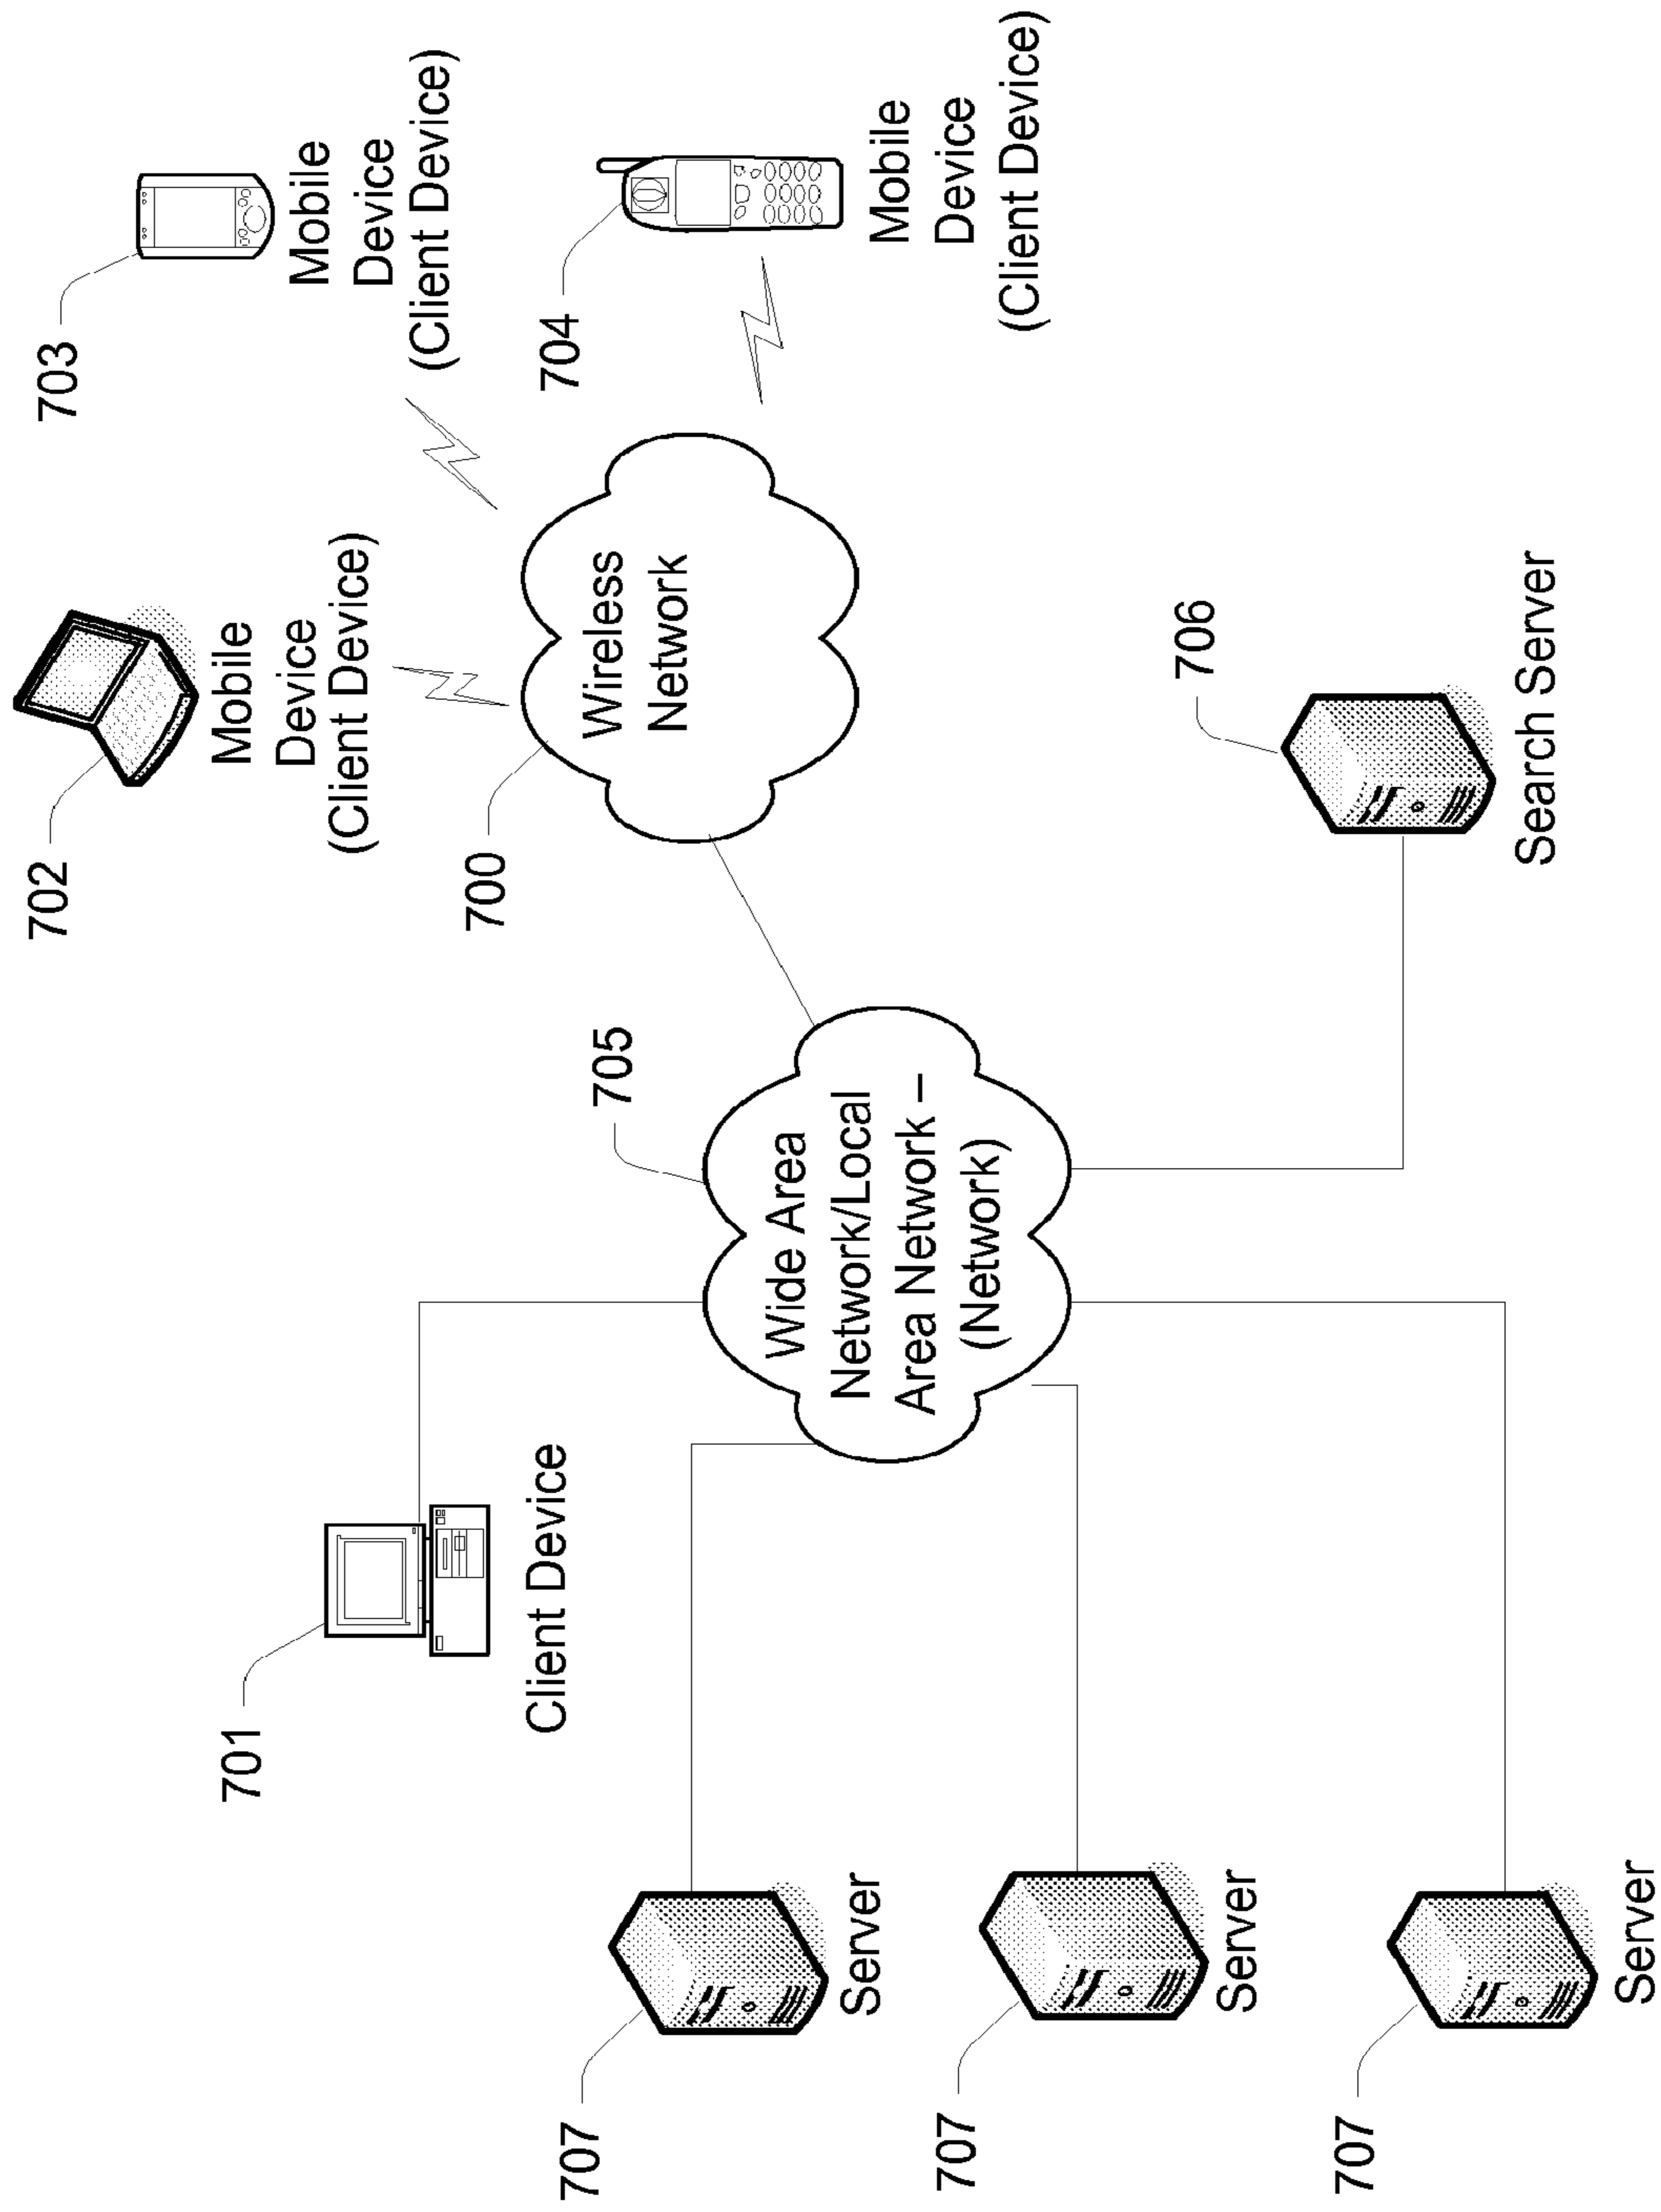 702
703
Mobile
Device
(Client Device)
Mobile
Device
(Client Device)
701
700
Client Device
704
Wireless
Network
705
707
Wide Area
Network/Local
Area Network –
(Network)
Server
Mobile
Device
(Client Device)
707
706
Server
707
Search Server
Server